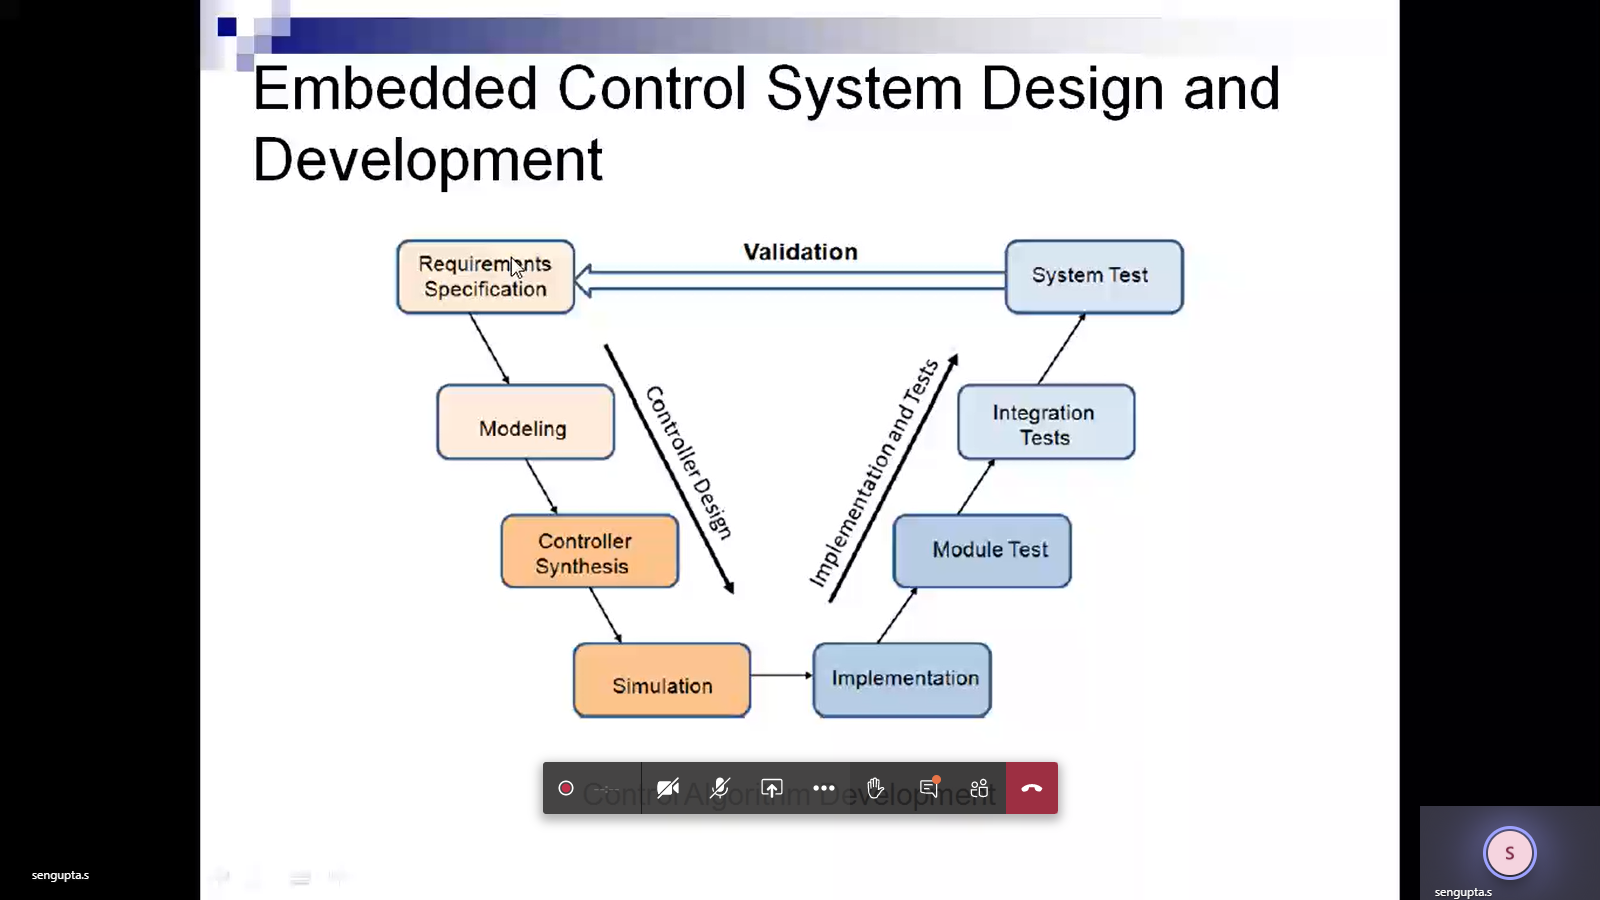 Embedded Control System Design and
Development
Validation
Requirements
Specification
System Test
Modeling
Controller Design
Implementation and Tests
Integration
Tests
Controller
Synthesis
Module Test
Simulation
Implementation
Control Algorithm Development
sengupta.s
S
sengupta.s